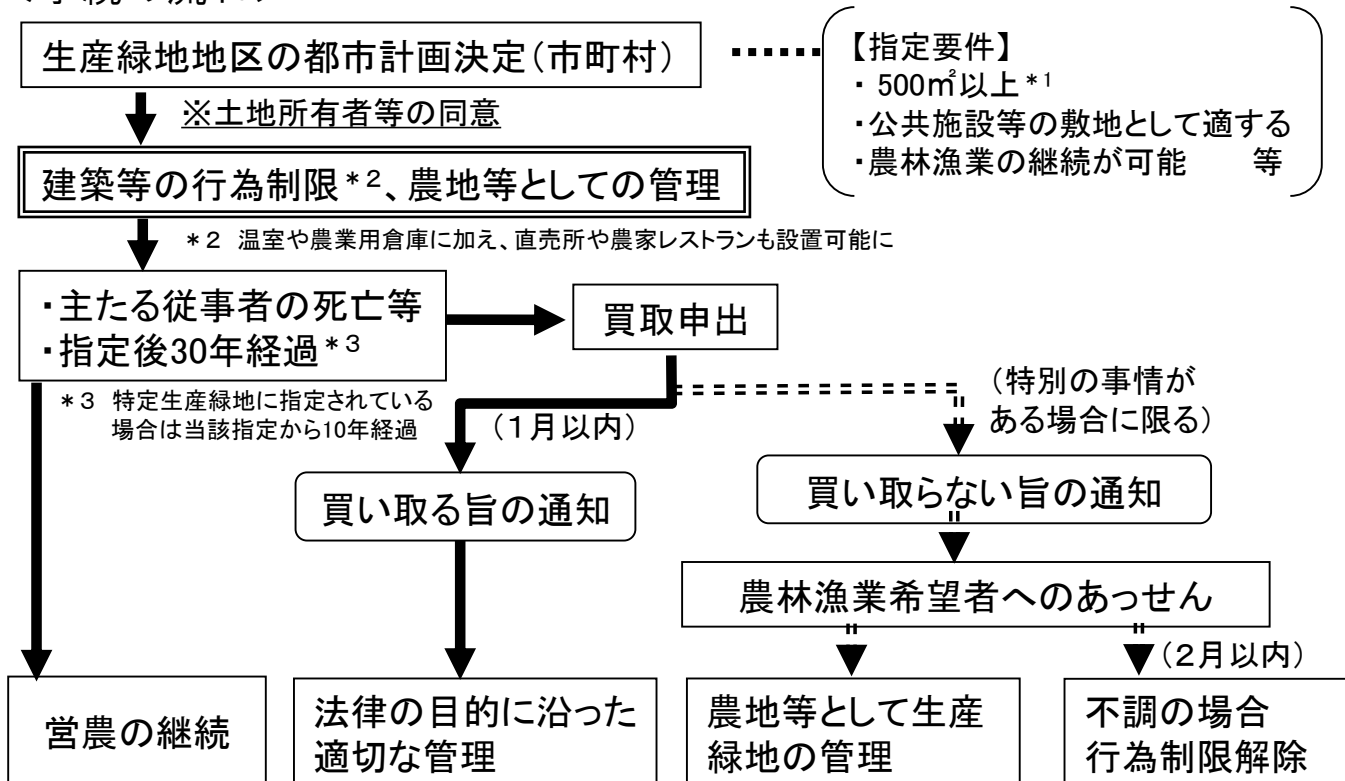 生産緑地地区の都市計画決定(市町村)
【指定要件】
・500㎡以上*1
・公共施設等の敷地として適する
・農林漁業の継続が可能　等
※土地所有者等の同意
建築等の行為制限*2、農地等としての管理
*2 温室や農業用倉庫に加え、直売所や農家レストランも設置可能に
・主たる従事者の死亡等
・指定後30年経過*3
買取申出
*3 特定生産緑地に指定されている
場合は当該指定から10年経過
(1月以内)
(特別の事情が
ある場合に限る)
買い取る旨の通知
買い取らない旨の通知
農林漁業希望者へのあっせん
(2月以内)
営農の継続
法律の目的に沿った
適切な管理
農地等として生産
緑地の管理
不調の場合
行為制限解除